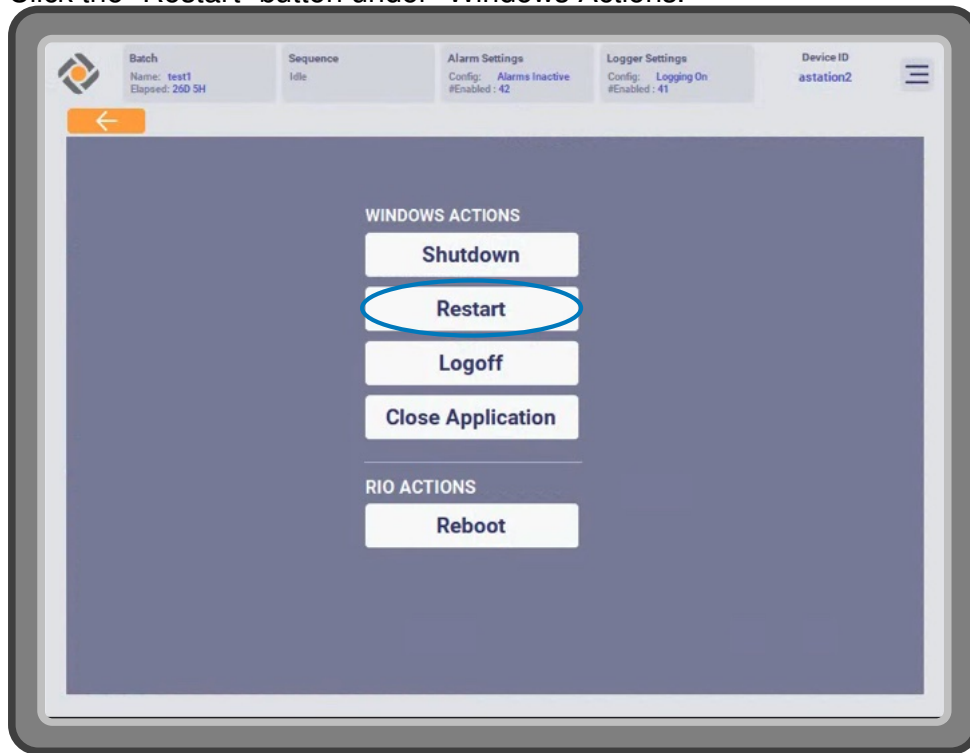 Click the "Restart" button under "Windows Actions."
Batch
Name: test1
Elapsed: 26D 5H
Sequence
Idle
Alarm Settings
Config: Alarms Inactive
#Enabled : 42
Logger Settings
Config: Logging On
#Enabled : 41
Device ID
astation2
WINDOWS ACTIONS
Shutdown
Restart
Logoff
Close Application
RIO ACTIONS
Reboot